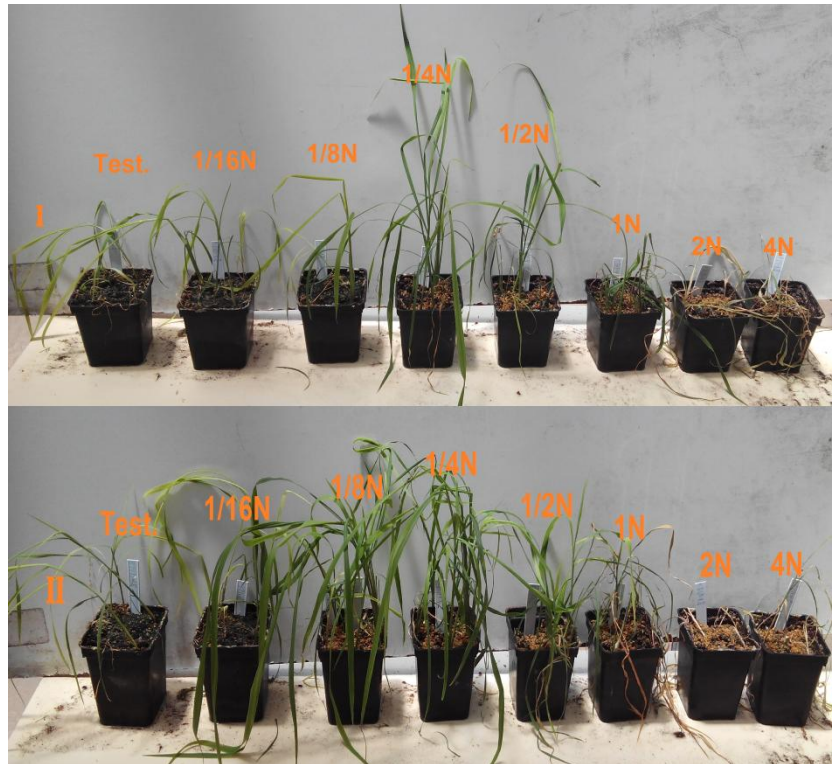 I
Test.
1/16N
1/8N
1/4N
1/2N
1N
2N
4N
II
Test.
1/16N
1/8N
1/4N
1/2N
1N
2N
4N